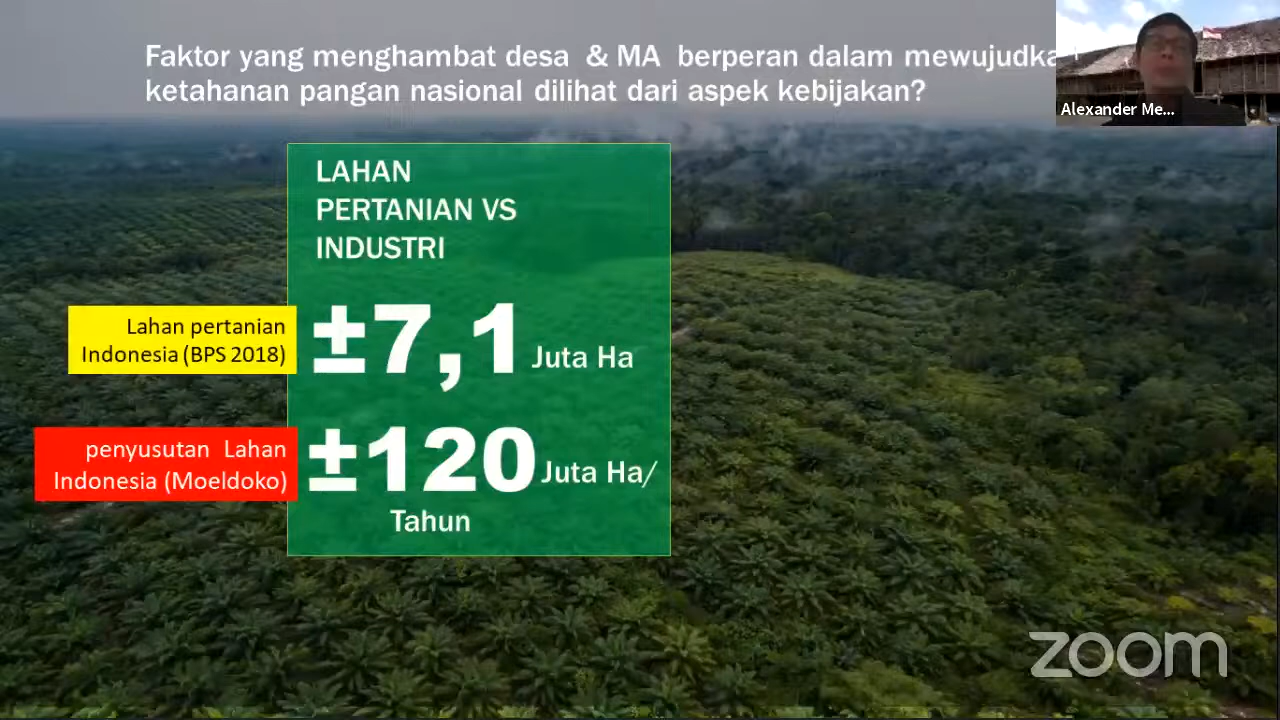 Faktor yang menghambat desa & MA berperan dalam mewujudka
ketahanan pangan nasional dilihat dari aspek kebijakan?
Alexander Me...
LAHAN
PERTANIAN VS
INDUSTRI
Lahan pertanian
Indonesia (BPS 2018)
±7,1 Juta Ha
penyusutan Lahan
Indonesia (Moeldoko)
±120 Juta Ha/
Tahun
zoom